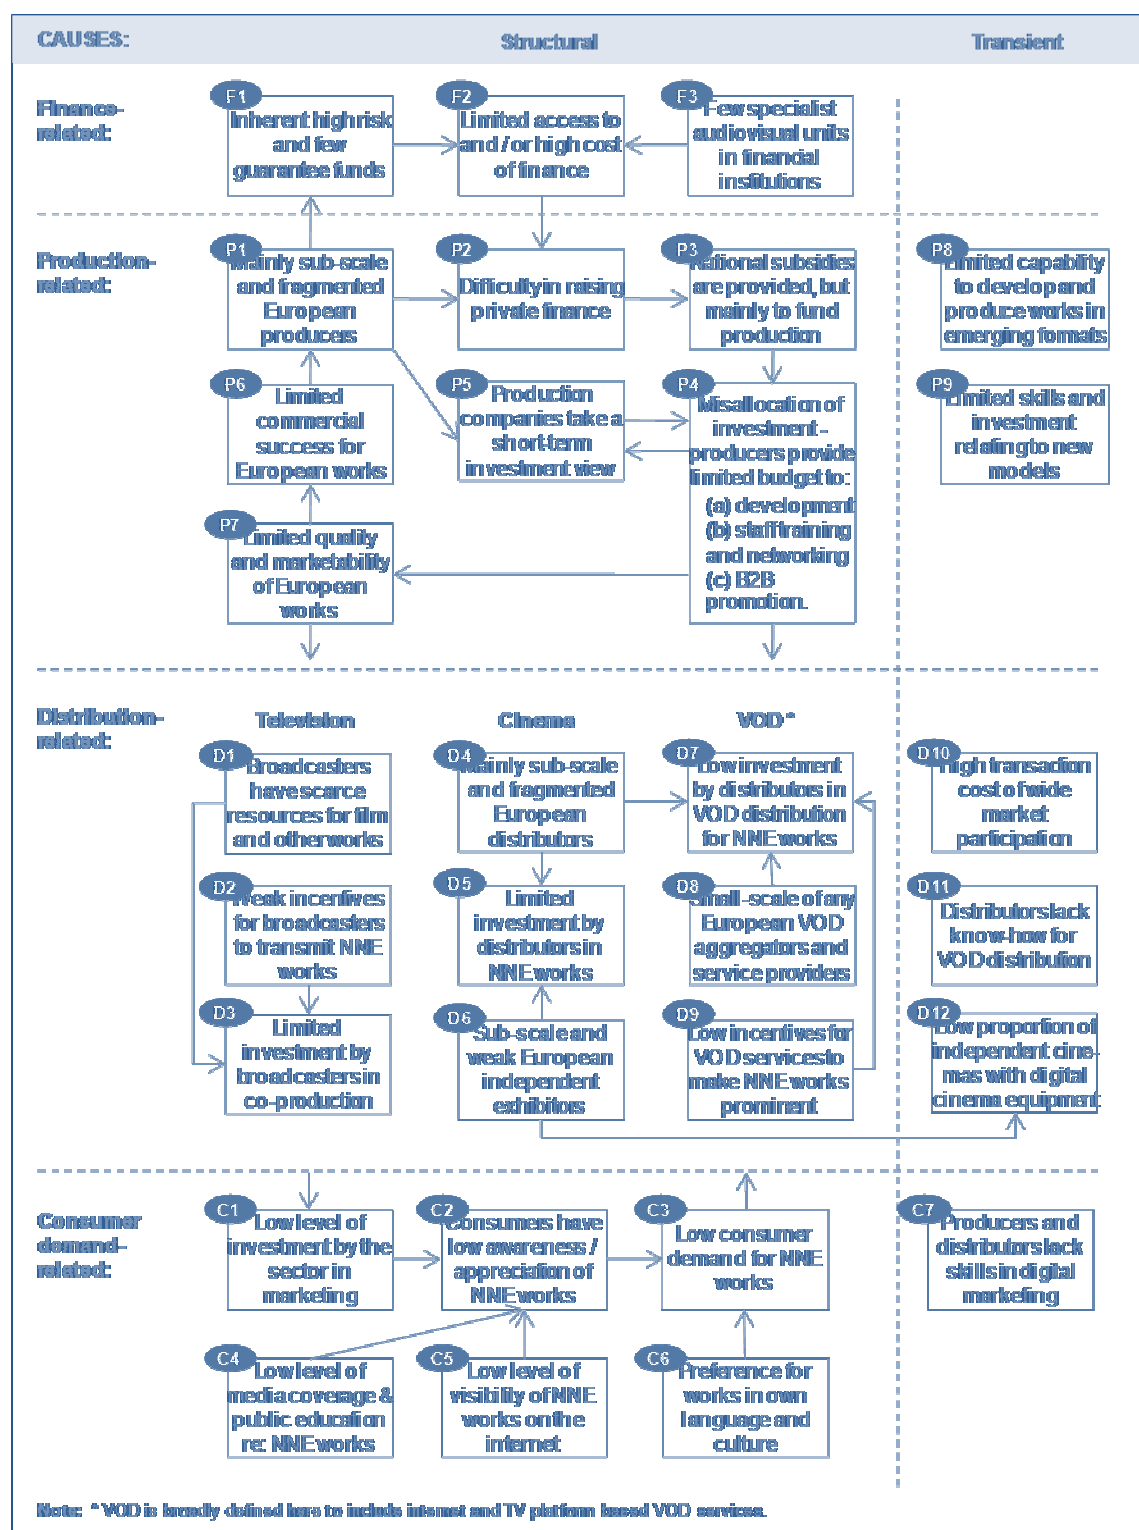 CAUSES: Structural Transient
Finance-
related:
F1
Inherent high risk
and few
guarantee funds
F2
Limited access to
and / or high cost
of finance
F3
Few specialist
audiovisual units
in financial
institutions
Production-
related:
P1
Mainly sub-scale
and fragmented
European
producers
P2
Difficulty in raising
private finance
P3
National subsidies
are provided, but
mainly to fund
production
P8
Limited capability
to develop and
produce works in
emerging formats
P6
Limited
commercial
success for
European works
P5
Production
companies take a
short-term
investment view
P4
Misallocation of
investment -
producers provide
limited budget to:
(a) development
(b) staff training
and networking
(c) B2B
promotion.
P9
Limited skills and
investment
relating to new
models
P7
Limited quality
and marketability
of European
works
Distribution-
related:
Television Cinema VOD*
D1
Broadcasters
have scarce
resources for film
and other works
D4
Mainly sub-scale
and fragmented
European
distributors
D7
Low investment
by distributors in
VOD distribution
for NNE works
D10
High transaction
cost of wide
market
participation
D2
Weak incentives
for broadcasters
to transmit NNE
works
D5
Limited
investment by
distributors in
NNE works
D8
Small-scale of any
European VOD
aggregators and
service providers
D11
Distributors lack
know-how for
VOD distribution
D3
Limited
investment by
broadcasters in
co-production
D6
Sub-scale and
weak European
independent
exhibitors
D9
Low incentives for
VOD services to
make NNE works
prominent
D12
Low proportion of
independent cine-
mas with digital
cinema equipment
Consumer
demand-
related:
C1
Low level of
investment by the
sector in
marketing
C2
Consumers have
low awareness /
appreciation of
NNE works
C3
Low consumer
demand for NNE
works
C7
Producers and
distributors lack
skills in digital
marketing
C4
Low level of
media coverage &
public education
re: NNE works
C5
Low level of
visibility of NNE
works on the
internet
C6
Preference for
works in own
language and
culture
Note: * VOD is broadly defined here to include internet and TV platform based VOD services.